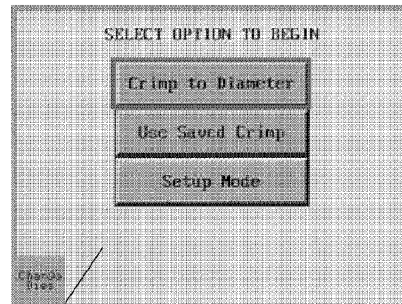 SELECT OPTION TO BEGIN
Crimp to Diameter
Use Saved Crimp
Setup Mode
Change
Dies